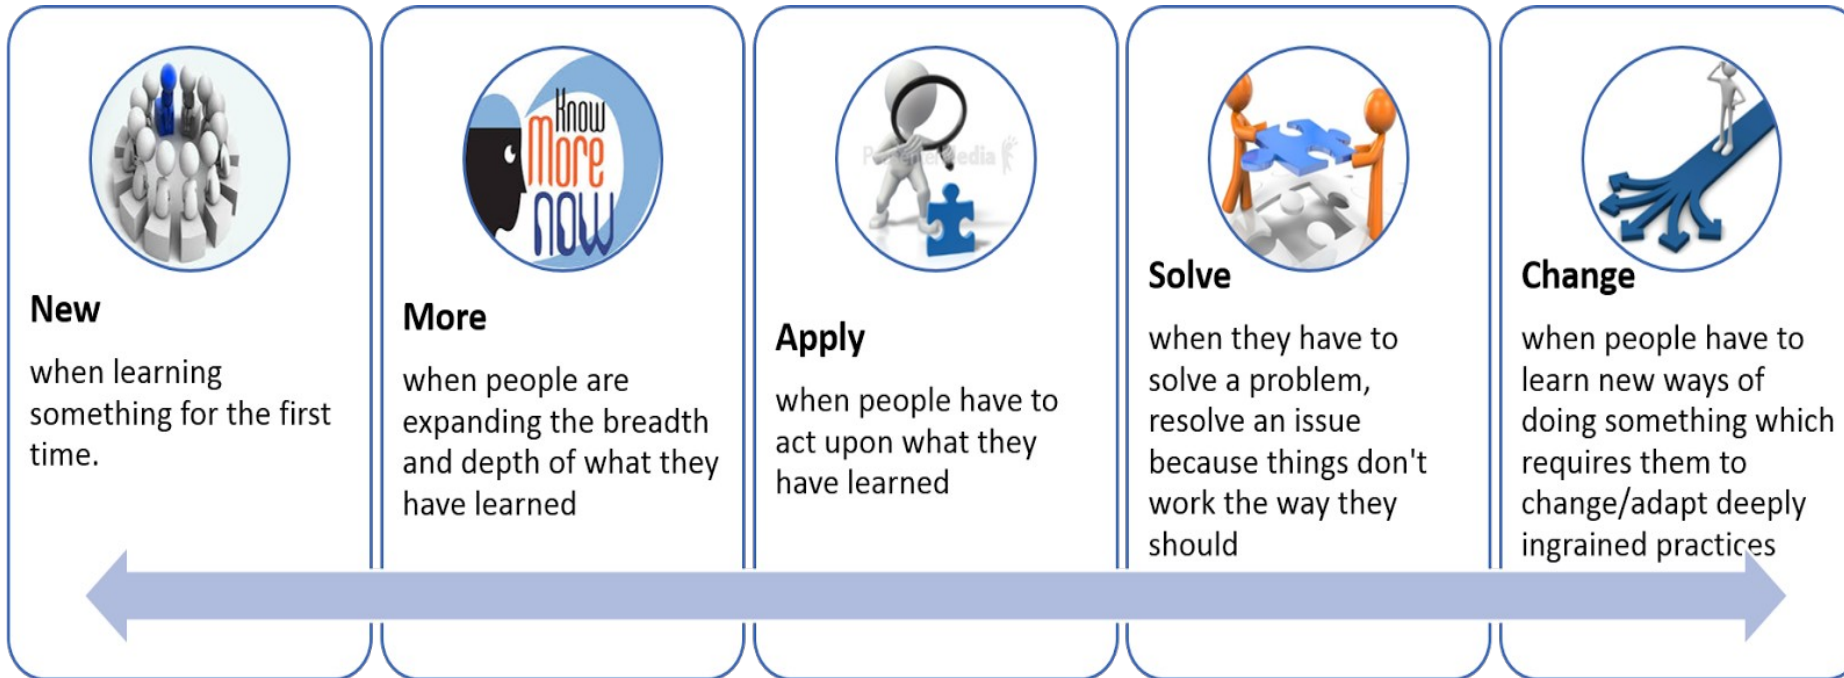 New
when learning
something for the first
time.
Know
More
now
More
when people are
expanding the breadth
and depth of what they
have learned
Apply
when people have to
act upon what they
have learned
Solve
when they have to
solve a problem,
resolve an issue
because things don't
work the way they
should
Change
when people have to
learn new ways of
doing something which
requires them to
change/adapt deeply
ingrained practices